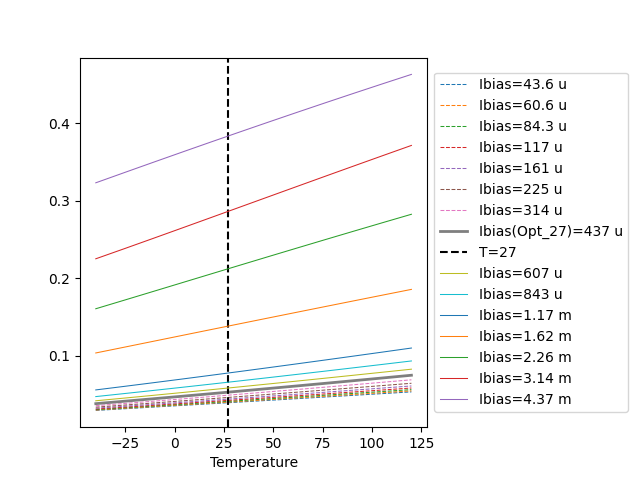 0.4
0.3
0.2
0.1
−25
0
25
50
75
100
125
Temperature
Ibias=43.6 u
Ibias=60.6 u
Ibias=84.3 u
Ibias=117 u
Ibias=161 u
Ibias=225 u
Ibias=314 u
Ibias(Opt_27)=437 u
T=27
Ibias=607 u
Ibias=843 u
Ibias=1.17 m
Ibias=1.62 m
Ibias=2.26 m
Ibias=3.14 m
Ibias=4.37 m